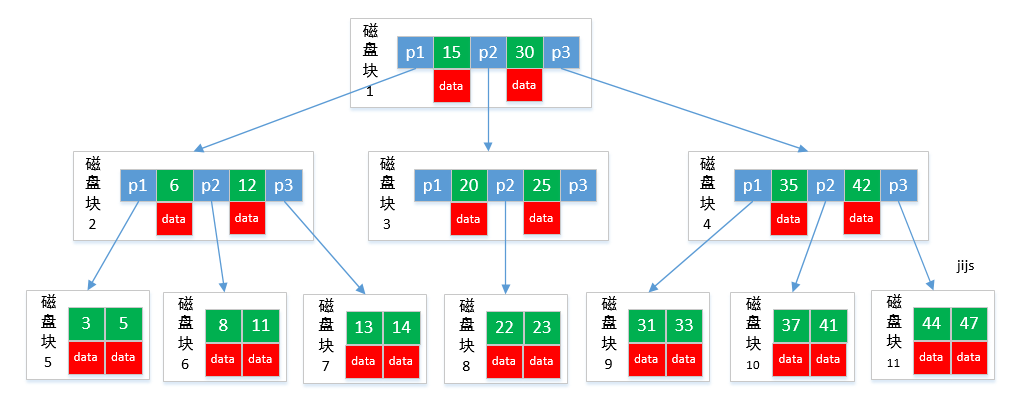 磁盘块1
p1 15 p2 30 p3
data data
磁盘块2
p1 6 p2 12 p3
data data
磁盘块3
p1 20 p2 25 p3
data data
磁盘块4
p1 35 p2 42 p3
data data
jijs
磁盘块5
3 5
data data
磁盘块6
8 11
data data
磁盘块7
13 14
data data
磁盘块8
22 23
data data
磁盘块9
31 33
data data
磁盘块10
37 41
data data
磁盘块11
44 47
data data